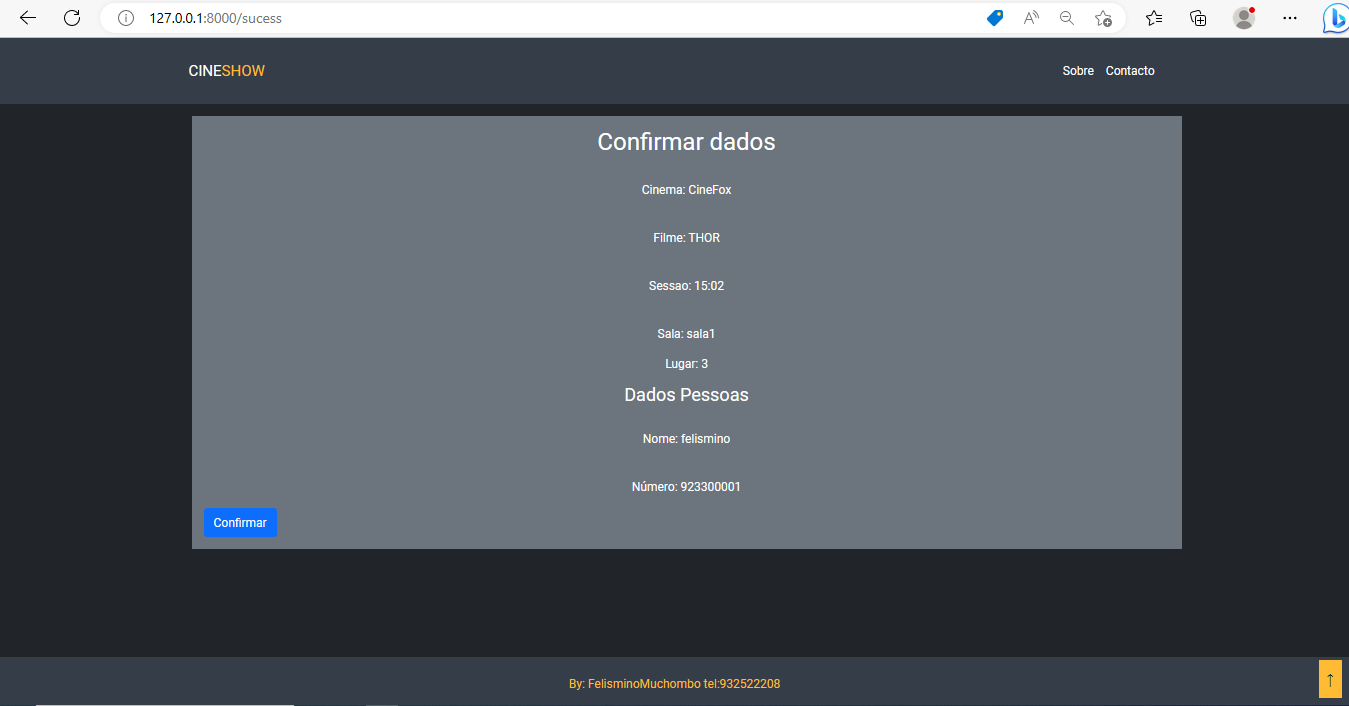 127.0.0.1:8000/sucess
CINESHOW
Sobre Contacto
Confirmar dados
Cinema: CineFox
Filme: THOR
Sessao: 15:02
Sala: sala1
Lugar: 3
Dados Pessoas
Nome: felismino
Número: 923300001
Confirmar
By: FelisminoMuchombo tel:932522208